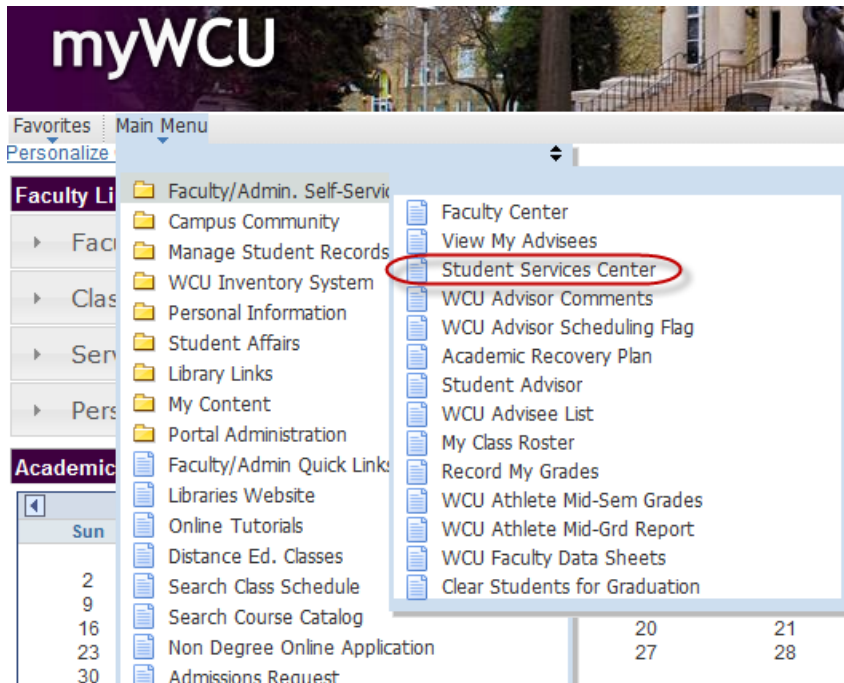 myWCU
Favorites Main Menu
Personalize
Faculty Li
Facu
Clas
Serv
Pers
Academic
Sun
2
9
16
23
30
Faculty/Admin. Self-Servic
Campus Community
Manage Student Records
WCU Inventory System
Personal Information
Student Affairs
Library Links
My Content
Portal Administration
Faculty/Admin Quick Links
Libraries Website
Online Tutorials
Distance Ed. Classes
Search Class Schedule
Search Course Catalog
Non Degree Online Application
Admissions Request
Faculty Center
View My Advisees
Student Services Center
WCU Advisor Comments
WCU Advisor Scheduling Flag
Academic Recovery Plan
Student Advisor
WCU Advisee List
My Class Roster
Record My Grades
WCU Athlete Mid-Sem Grades
WCU Athlete Mid-Grd Report
WCU Faculty Data Sheets
Clear Students for Graduation
20 21
27 28